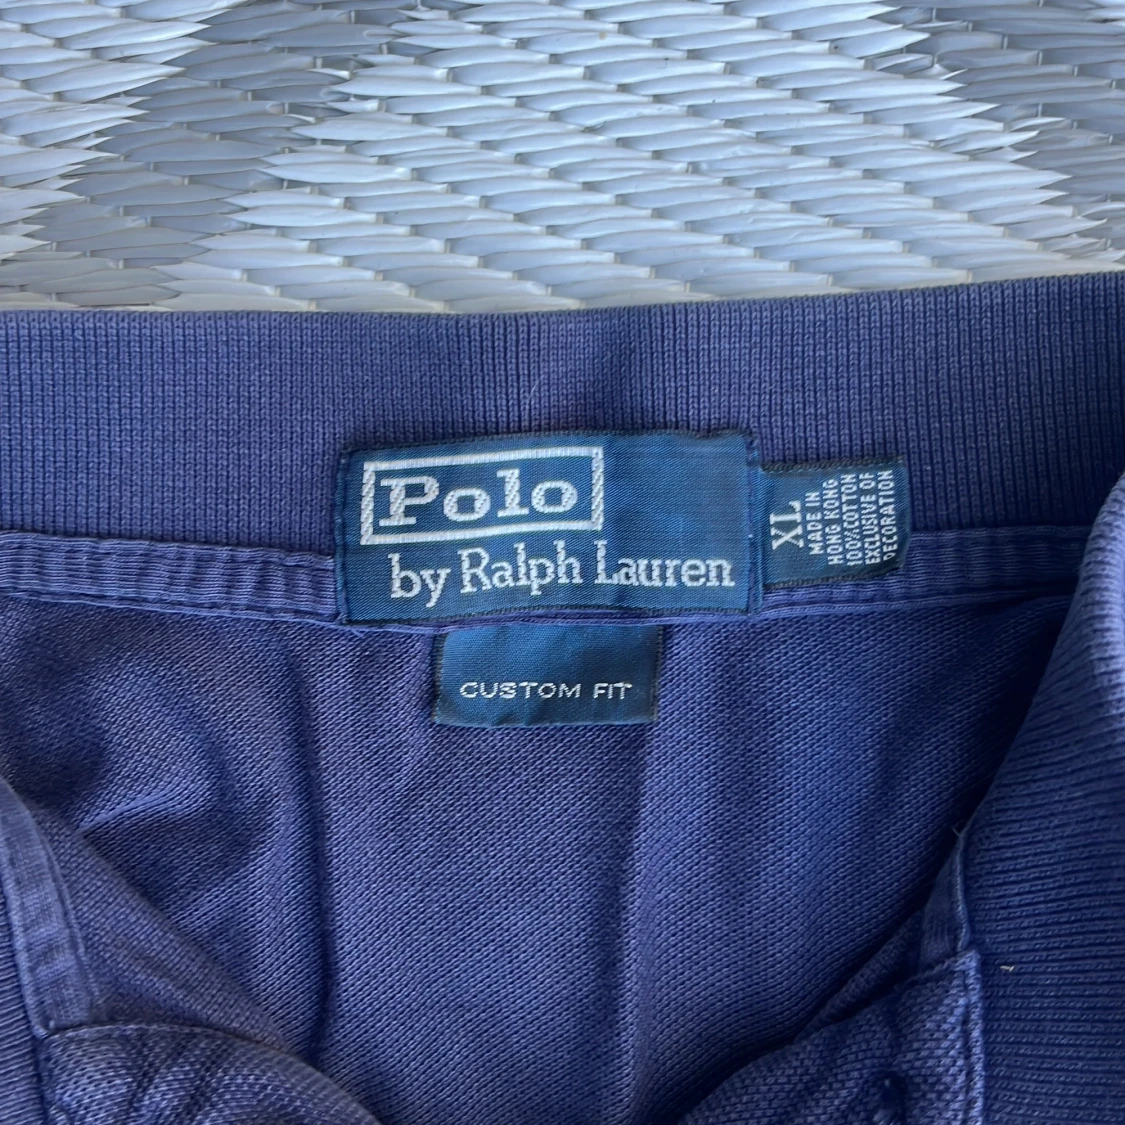 Polo
by Ralph Lauren
XL
MADE IN
HONG KONG
100% COTTON
EXCLUSIVE OF
DECORATION
CUSTOM FIT